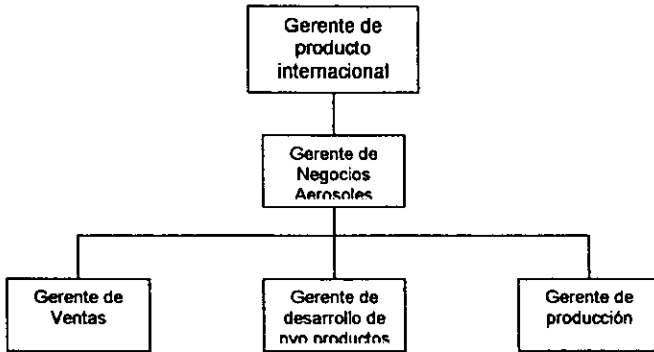 Gerente de
producto
internacional
Gerente de
Negocios
Aerosoles
Gerente de
Ventas
Gerente de
desarrollo de
nvo productos
Gerente de
producción